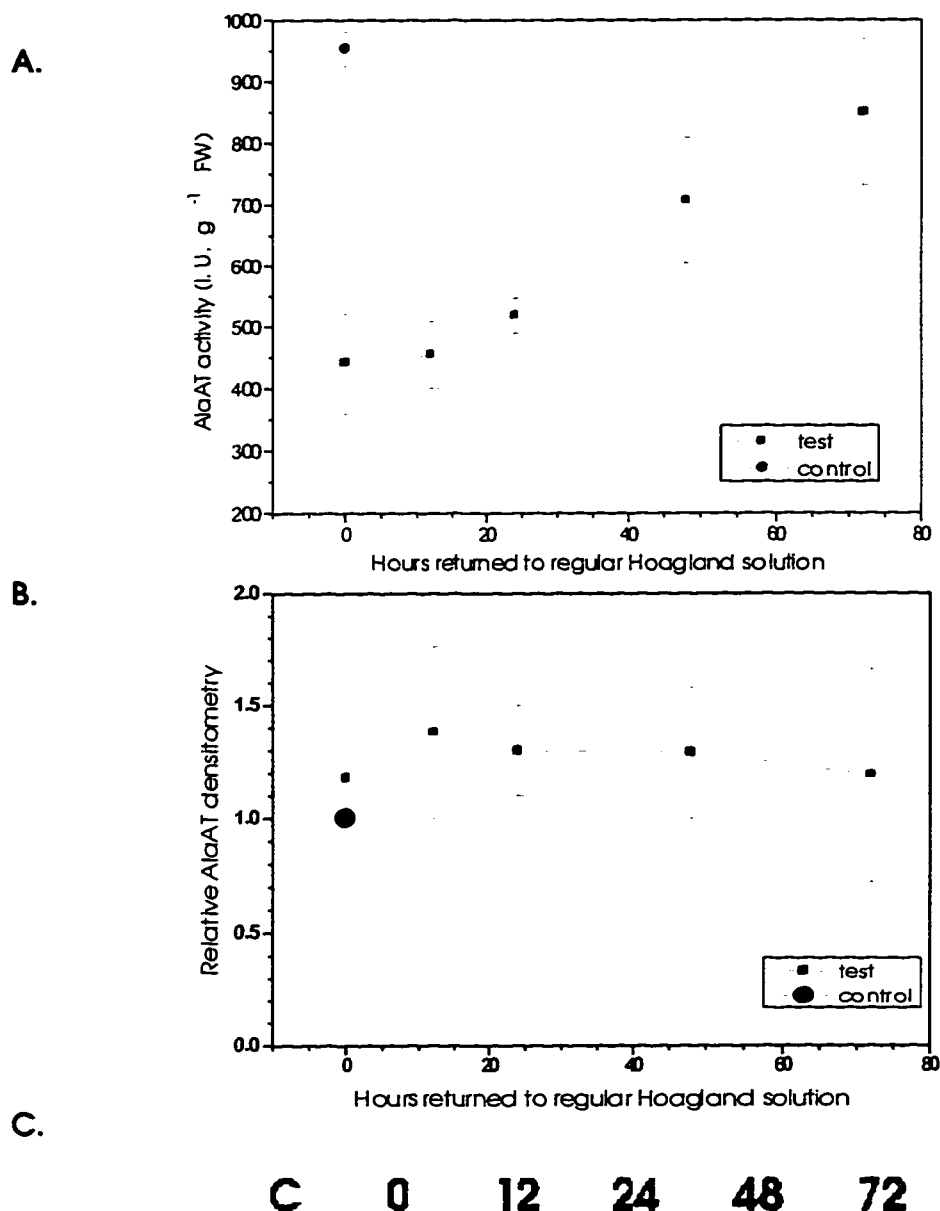 A.
1000
900
800
700
600
500
400
300
200
AlaAT activity (I.U. g -1 FW)
test
control
0 20 40 60 80
Hours returned to regular Hoagland solution
B.
2.0
1.5
1.0
0.5
0.0
Relative AlaAT densitometry
test
control
0 20 40 60 80
Hours returned to regular Hoagland solution
C.
C 0 12 24 48 72